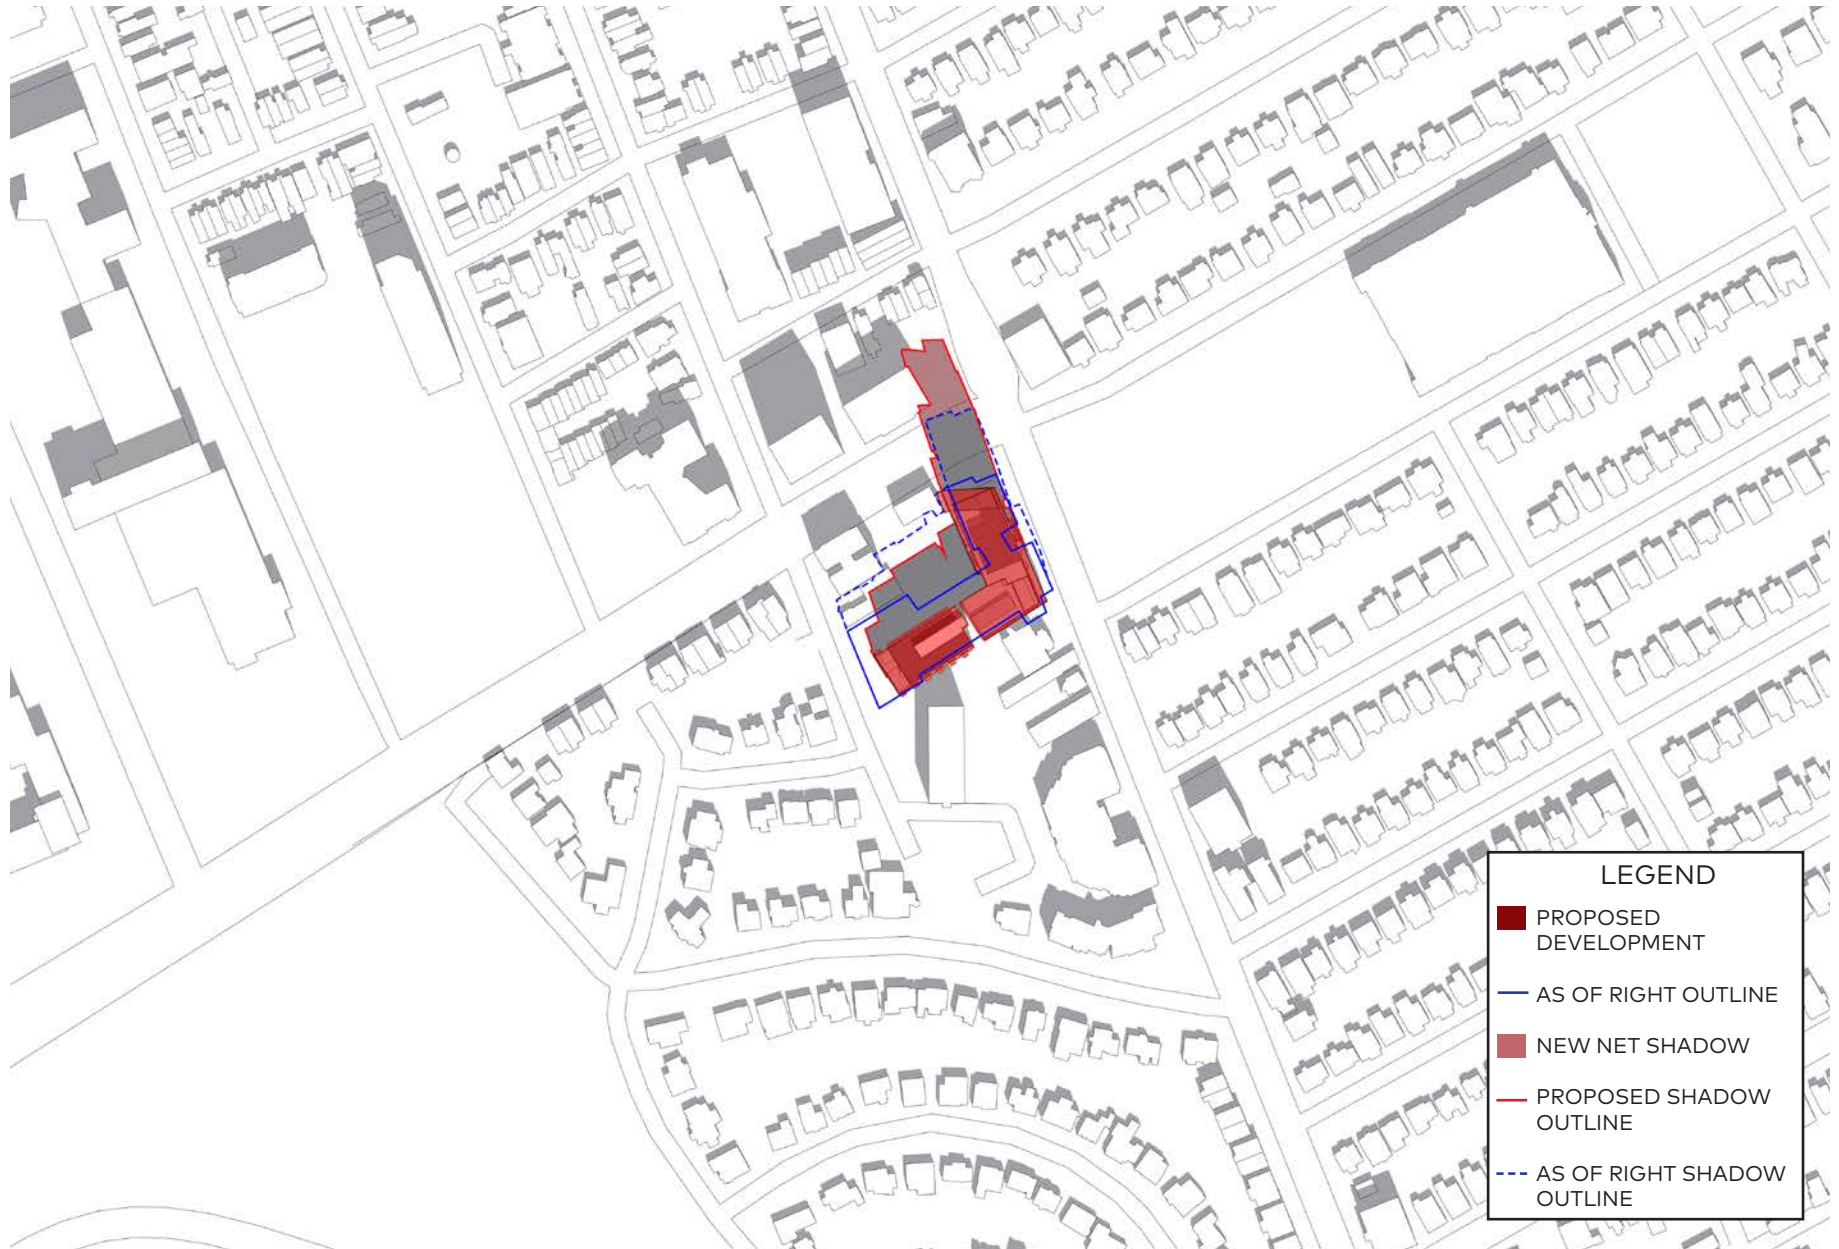 LEGEND
PROPOSED
DEVELOPMENT
AS OF RIGHT OUTLINE
NEW NET SHADOW
PROPOSED SHADOW
OUTLINE
AS OF RIGHT SHADOW
OUTLINE